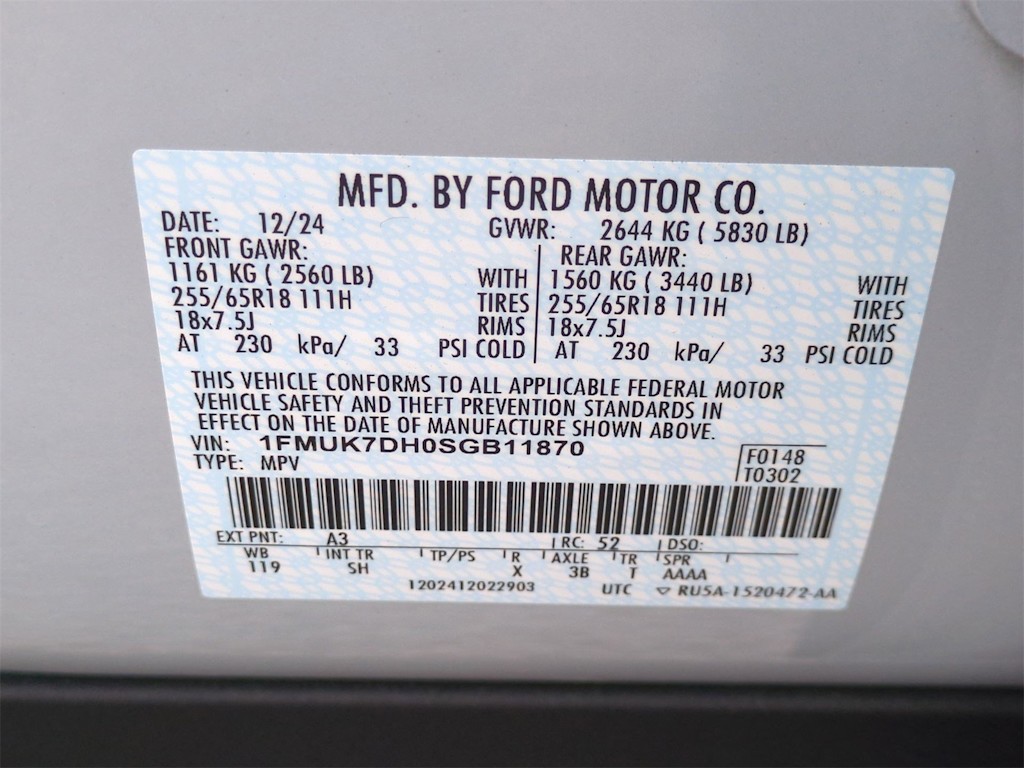 MFD. BY FORD MOTOR CO.
DATE: 12/24 GVWR: 2644 KG ( 5830 LB)
FRONT GAWR: REAR GAWR:
1161 KG ( 2560 LB) WITH 1560 KG ( 3440 LB) WITH
255/65R18 111H TIRES 255/65R18 111H TIRES
18x7.5J RIMS 18x7.5J RIMS
AT 230 kPa/ 33 PSI COLD AT 230 kPa/ 33 PSI COLD
THIS VEHICLE CONFORMS TO ALL APPLICABLE FEDERAL MOTOR
VEHICLE SAFETY AND THEFT PREVENTION STANDARDS IN
EFFECT ON THE DATE OF MANUFACTURE SHOWN ABOVE.
VIN: 1FMUK7DH0SGB11870
TYPE: MPV
F0148
T0302
EXT PNT: A3 RC: 52 DSO:
WB INT TR TP/PS R AXLE TR SPR
119 SH X 3B T AAAA
1202412022903 UTC ▽ RU5A-1520472-AA